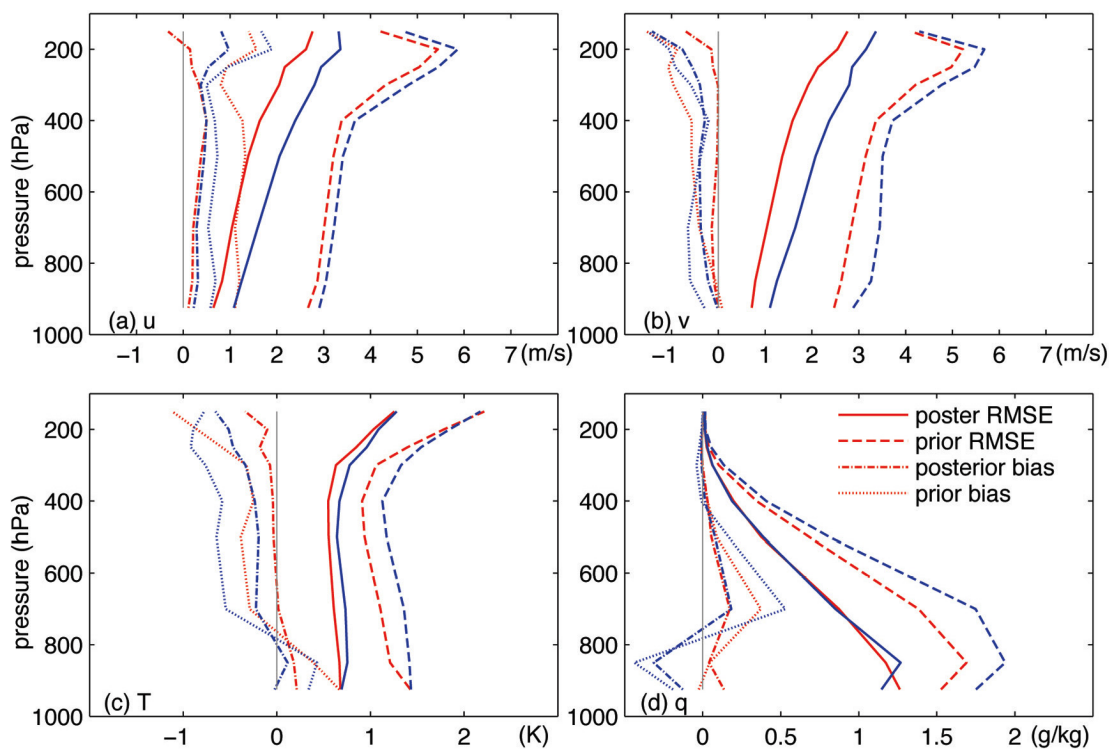 pressure (hPa)
200
400
600
800
1000
(a) u
−1 0 1 2 3 4 5 6 7 (m/s)
200
400
600
800
1000
(b) v
−1 0 1 2 3 4 5 6 7 (m/s)
pressure (hPa)
200
400
600
800
1000
(c) T
−1 0 1 2 (K)
200
400
600
800
1000
poster RMSE
prior RMSE
posterior bias
prior bias
(d) q
0 0.5 1 1.5 2 (g/kg)